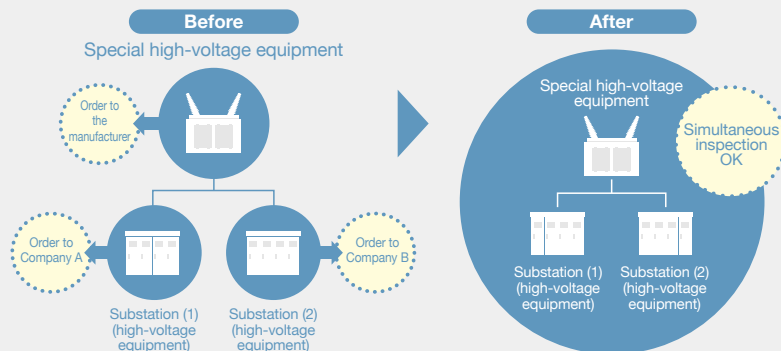 Before
Special high-voltage equipment
Order to
the
manufacturer
Order to
Company A
Order to
Company B
Substation (1)
(high-voltage
equipment)
Substation (2)
(high-voltage
equipment)
After
Special high-voltage
equipment
Simultaneous
inspection
OK
Substation (1)
(high-voltage
equipment)
Substation (2)
(high-voltage
equipment)